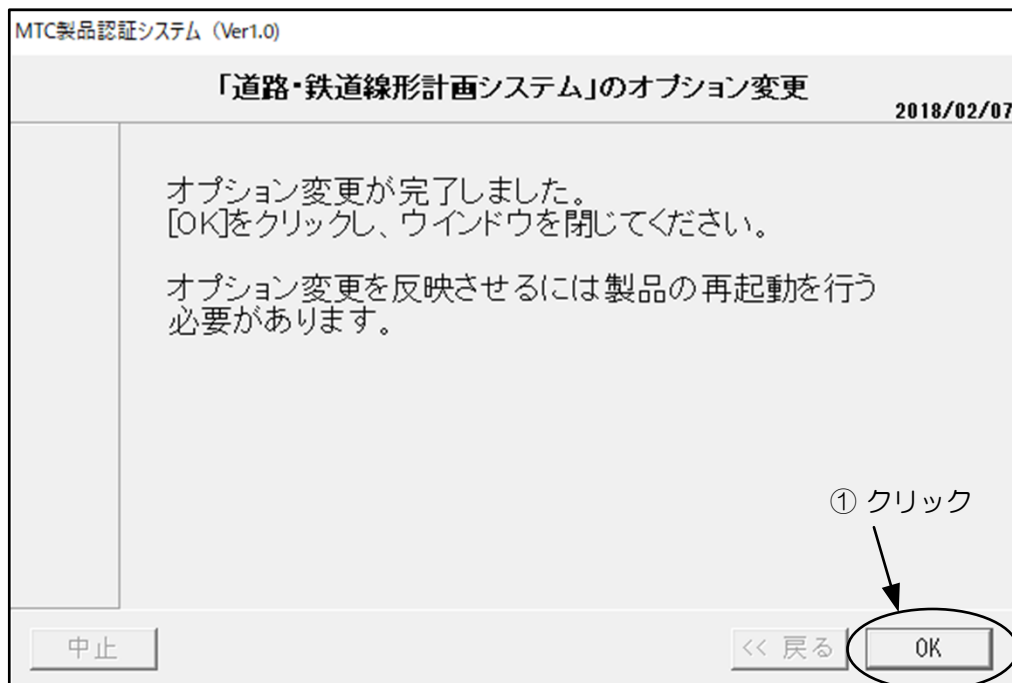 MTC製品認証システム (Ver1.0)
「道路・鉄道線形計画システム」のオプション変更
2018/02/07
オプション変更が完了しました。
[OK]をクリックし、ウインドウを閉じてください。
オプション変更を反映させるには製品の再起動を行う
必要があります。
① クリック
中止
<< 戻る
OK